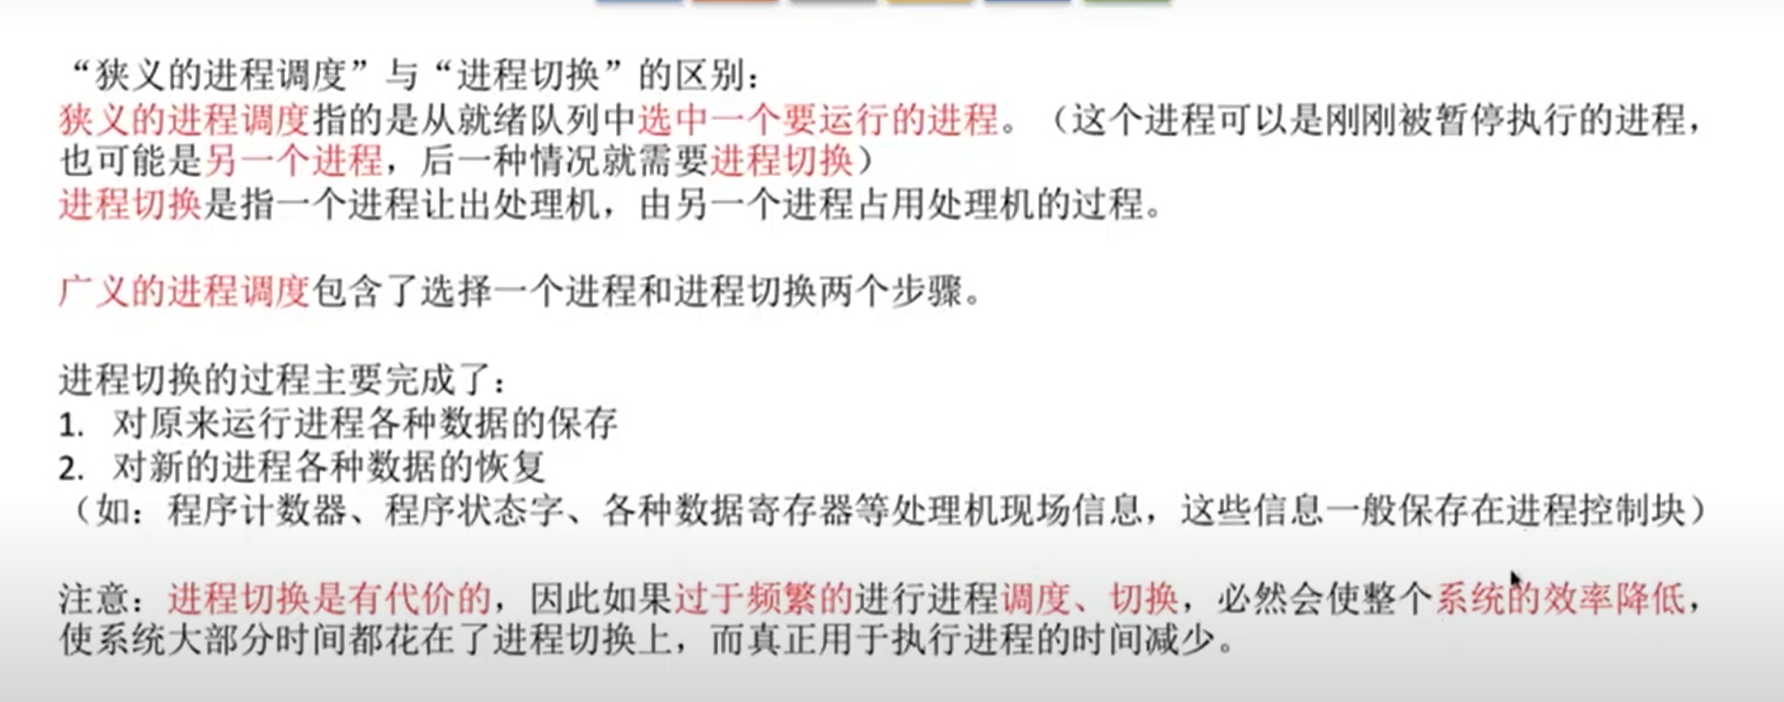 “狭义的进程调度”与“进程切换”的区别：
狭义的进程调度指的是从就绪队列中选中一个要运行的进程。（这个进程可以是刚刚被暂停执行的进程，
也可能是另一个进程，后一种情况就需要进程切换）
进程切换是指一个进程让出处理机，由另一个进程占用处理机的过程。
广义的进程调度包含了选择一个进程和进程切换两个步骤。
进程切换的过程主要完成了：
1. 对原来运行进程各种数据的保存
2. 对新的进程各种数据的恢复
（如：程序计数器、程序状态字、各种数据寄存器等处理机现场信息，这些信息一般保存在进程控制块）
注意：进程切换是有代价的，因此如果过于频繁的进行进程调度、切换，必然会使整个系统的效率降低，
使系统大部分时间都花在了进程切换上，而真正用于执行进程的时间减少。